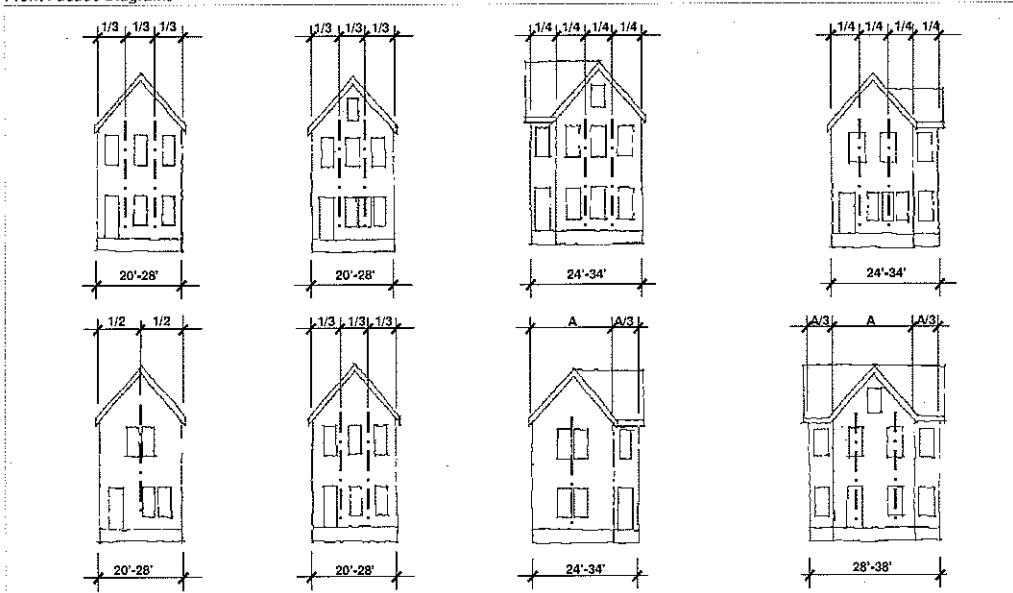 Front Facade Diagrams
1/3 1/3 1/3 1/3 1/3 1/3 1/4 1/4 1/4 1/4 1/4 1/4 1/4 1/4
20'-28' 20'-28' 24'-34' 24'-34'
1/2 1/2 1/3 1/3 1/3 A A/3 A/3 A A/3
20'-28' 20'-28' 24'-34' 28'-38'